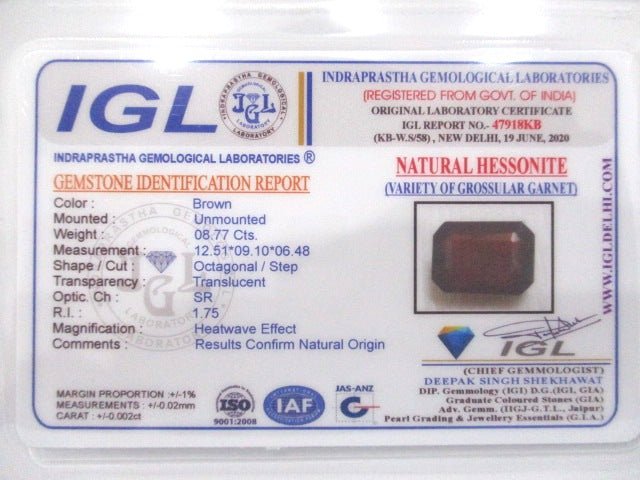 IGL
INDRAPRASTHA GEMOLOGICAL LABORATORIES ®
GEMSTONE IDENTIFICATION REPORT
Color : Brown
Mounted : Unmounted
Weight : 08.77 Cts.
Measurement : 12.51*09.10*06.48
Shape / Cut : Octagonal / Step
Transparency : Translucent
Optic. Ch : SR
R.I. : 1.75
Magnification : Heatwave Effect
Comments : Results Confirm Natural Origin
MARGIN PROPORTION : +/-1%
MEASUREMENTS : +/-0.02mm
CARAT : +/-0.002ct
ISO
9001:2008
IAF
JAS-ANZ
INDRAPRASTHA GEMOLOGICAL LABORATORIES
(REGISTERED FROM GOVT. OF INDIA)
ORIGINAL LABORATORY CERTIFICATE
IGL REPORT NO.- 47918KB
(KB-W.S/58) , NEW DELHI, 19 JUNE, 2020
NATURAL HESSONITE
(VARIETY OF GROSSULAR GARNET)
WWW.IGLDELHI.COM
IGL
(CHIEF GEMMOLOGIST)
DEEPAK SINGH SHEKHAWAT
DIP. Gemology (IGI) D.G.(IGI, GIA)
Graduate Coloured Stones (GIA)
Adv. Gemm. (IIGJ-G.T.L., Jaipur)
Pearl Grading & Jewellery Essentials (G.I.A.)